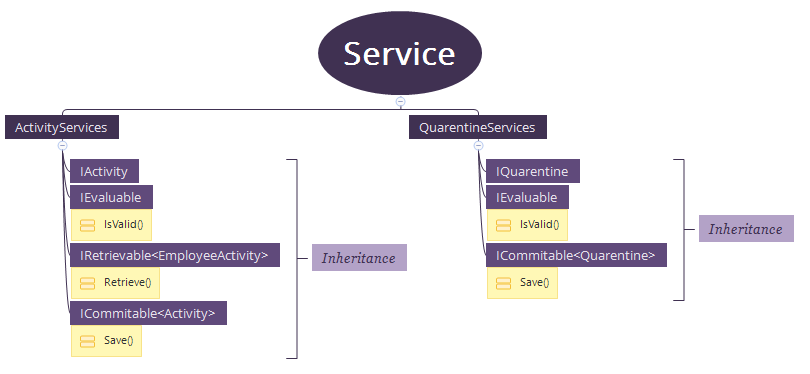 Service
ActivityServices
IActivity
IEvaluable
IsValid()
IRetrievable<EmployeeActivity>
Retrieve()
ICommitable<Activity>
Save()
Inheritance
QuarentineServices
IQuarentine
IEvaluable
IsValid()
ICommitable<Quarentine>
Save()
Inheritance